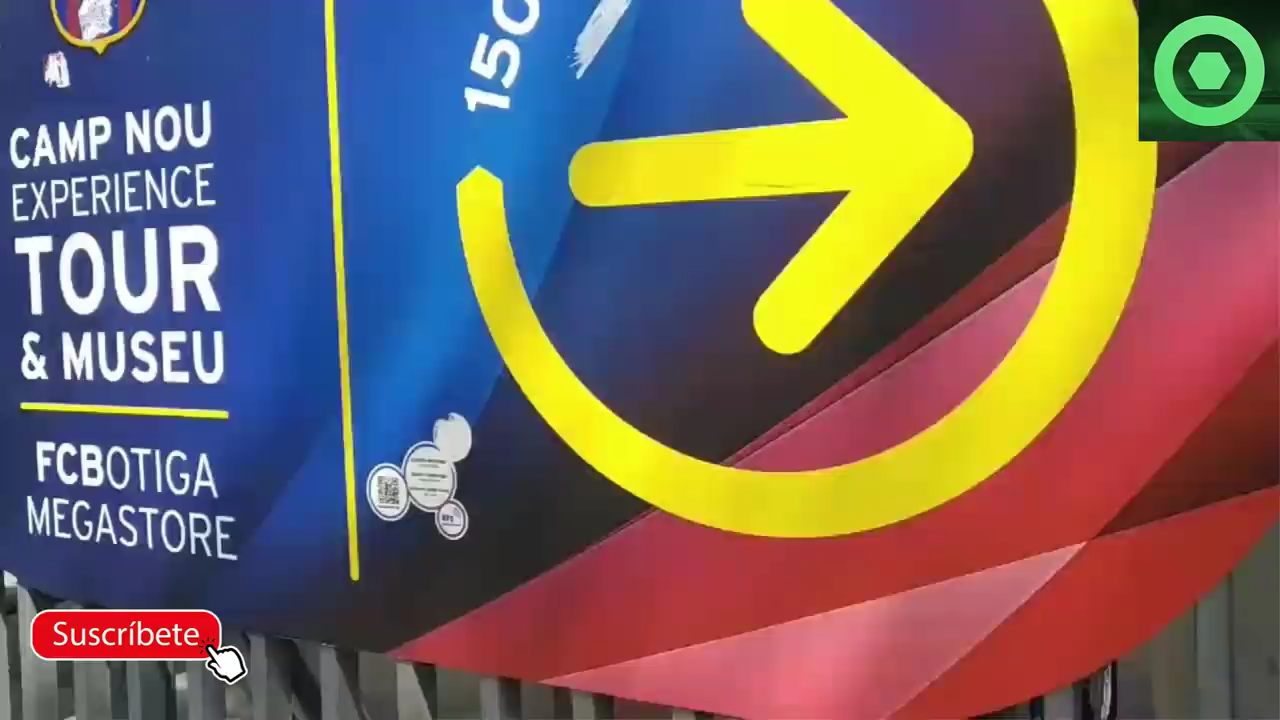 CAMP NOU
EXPERIENCE
TOUR
& MUSEU
FCBOTIGA
MEGASTORE
150
Suscríbete